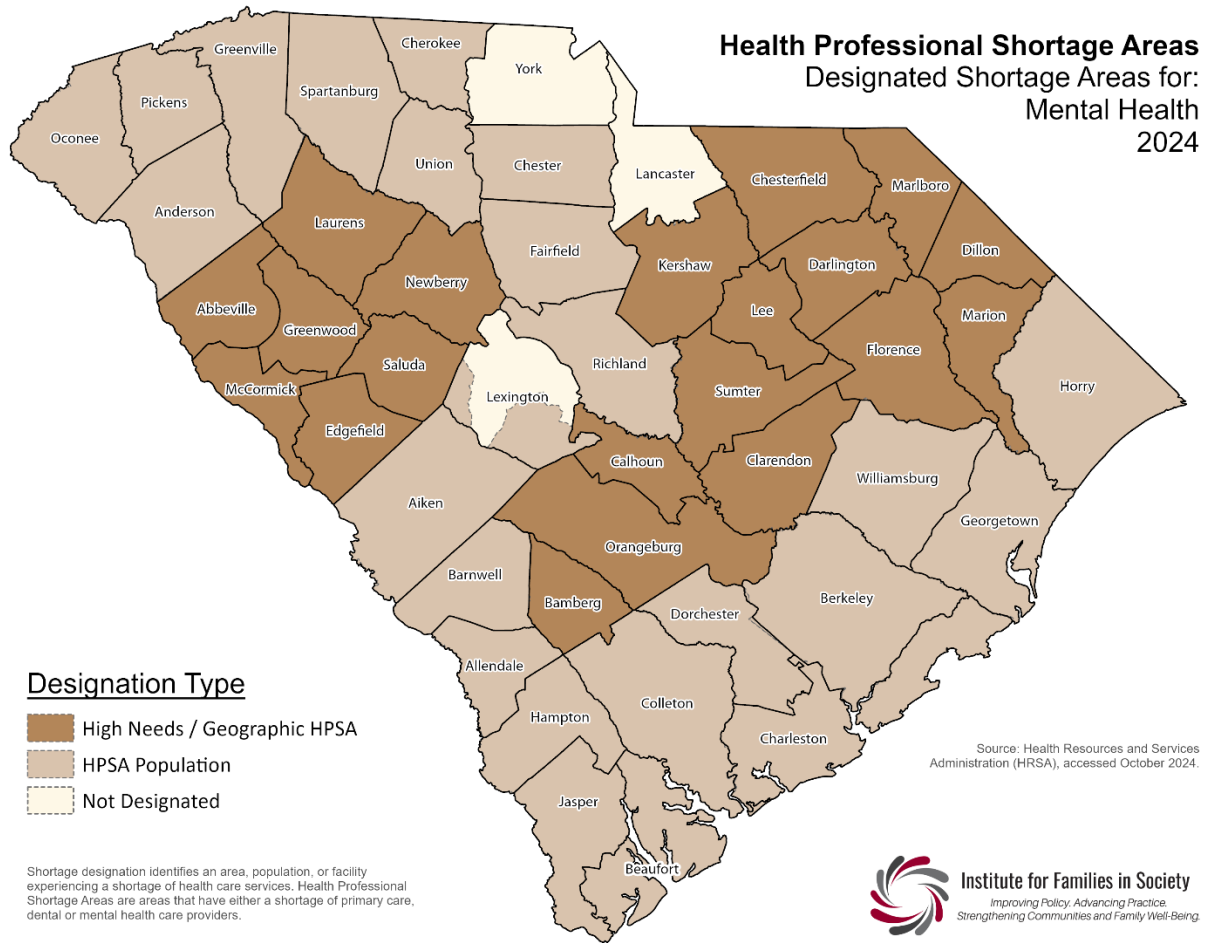 Health Professional Shortage Areas
Designated Shortage Areas for:
Mental Health
2024
Cherokee
Greenville
York
Spartanburg
Pickens
Oconee
Union
Chester
Lancaster
Chesterfield
Marlboro
Anderson
Laurens
Fairfield
Kershaw
Darlington
Dillon
Newberry
Abbeville
Greenwood
Lee
Marion
Florence
Saluda
Richland
McCormick
Lexington
Sumter
Horry
Edgefield
Calhoun
Clarendon
Williamsburg
Aiken
Georgetown
Orangeburg
Barnwell
Bamberg
Dorchester
Berkeley
Allendale
Colleton
Hampton
Charleston
Jasper
Beaufort
Designation Type
High Needs / Geographic HPSA
HPSA Population
Not Designated
Source: Health Resources and Services
Administration (HRSA), accessed October 2024.
Shortage designation identifies an area, population, or facility
experiencing a shortage of health care services. Health Professional
Shortage Areas are areas that have either a shortage of primary care,
dental or mental health care providers.
Institute for Families in Society
Improving Policy. Advancing Practice.
Strengthening Communities and Family Well-Being.